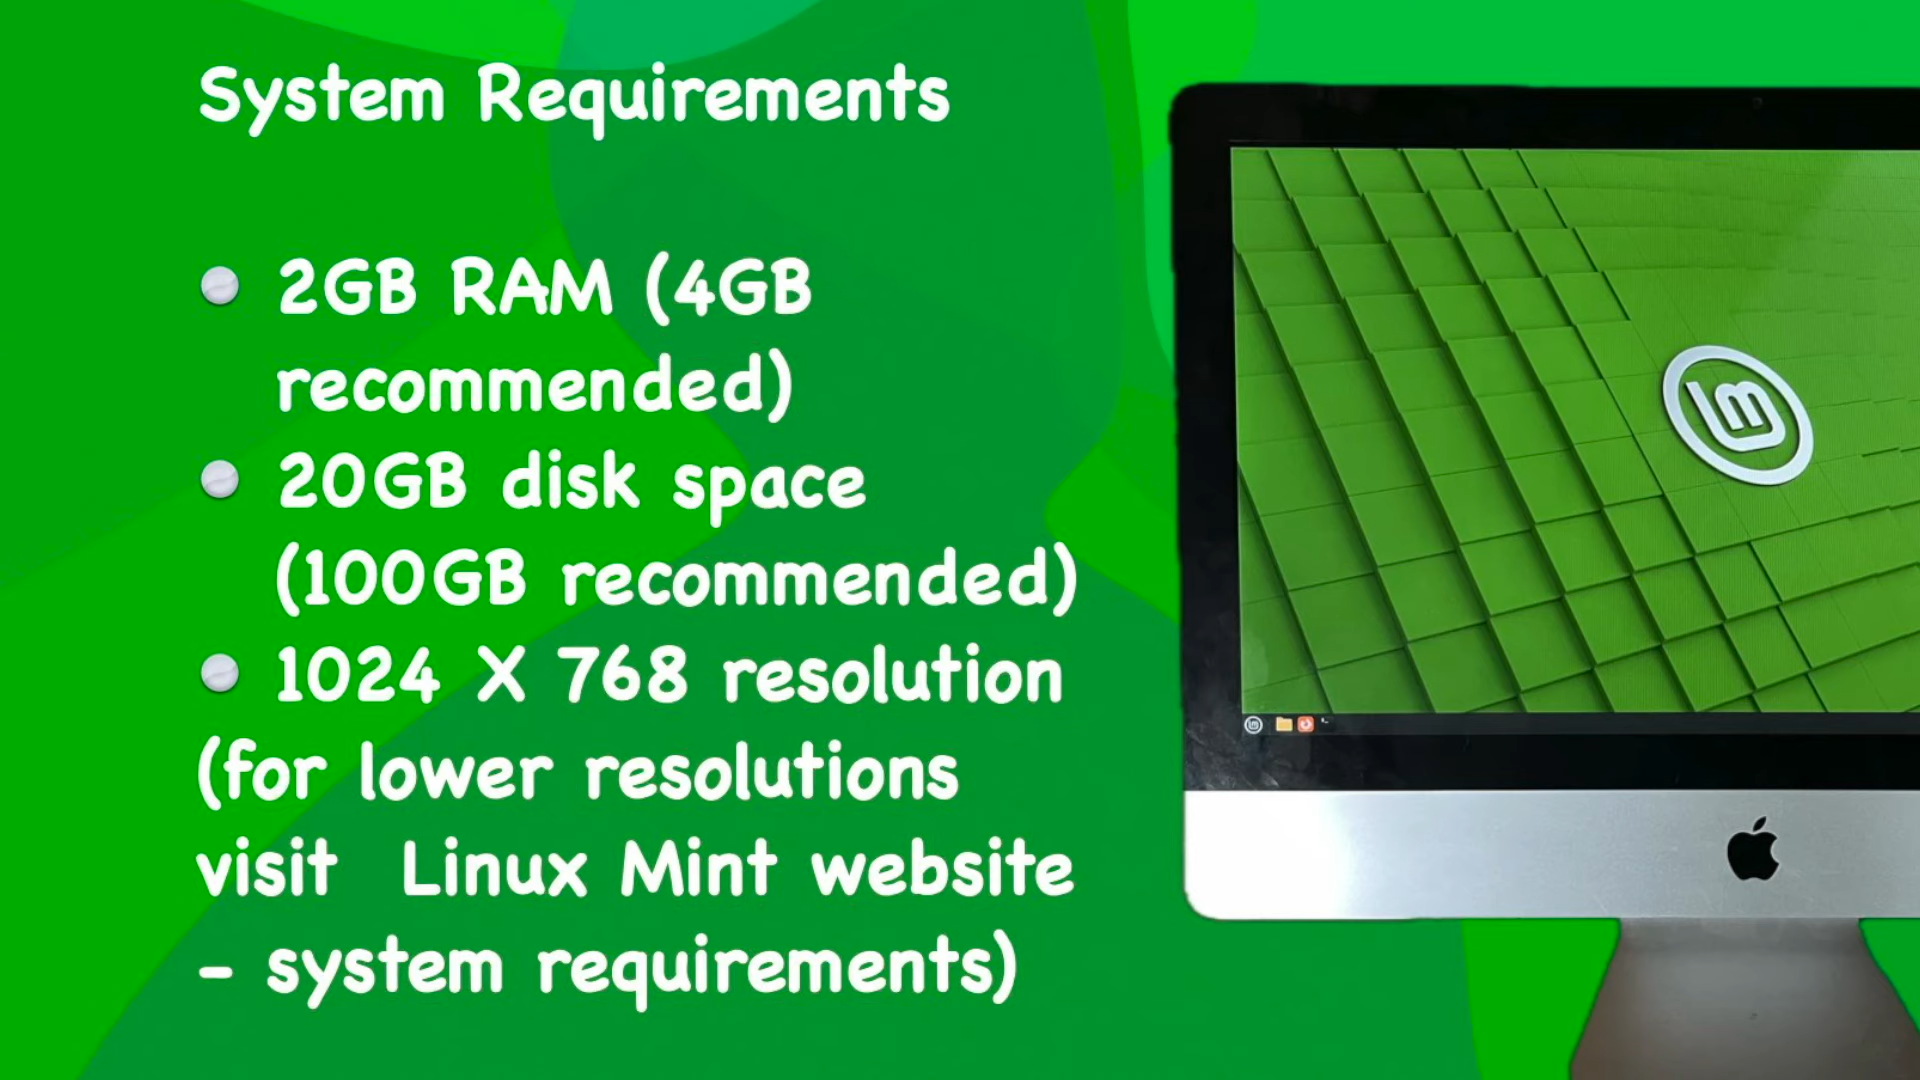 System Requirements
2GB RAM (4GB
recommended)
20GB disk space
(100GB recommended)
1024 X 768 resolution
(for lower resolutions
visit Linux Mint website
- system requirements)
lm